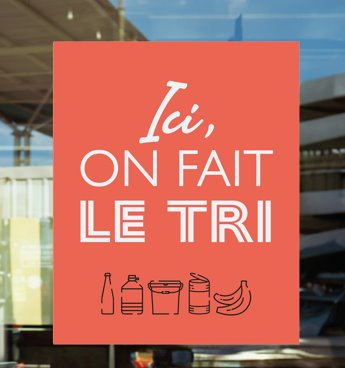 Ici,
ON FAIT
LE TRI